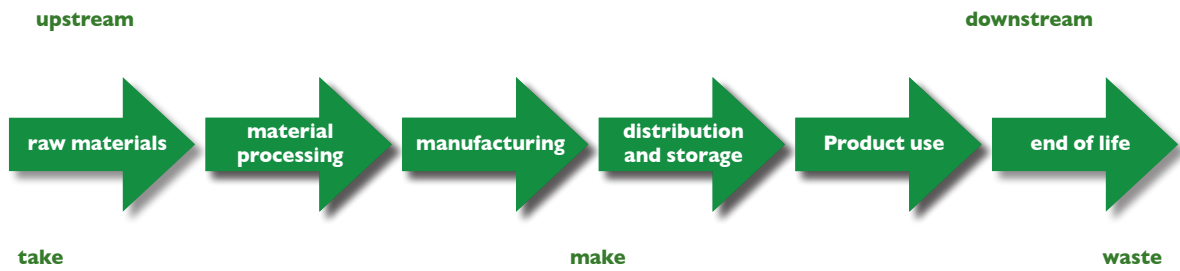 upstream
downstream
raw materials
material
processing
manufacturing
distribution
and storage
Product use
end of life
take
make
waste